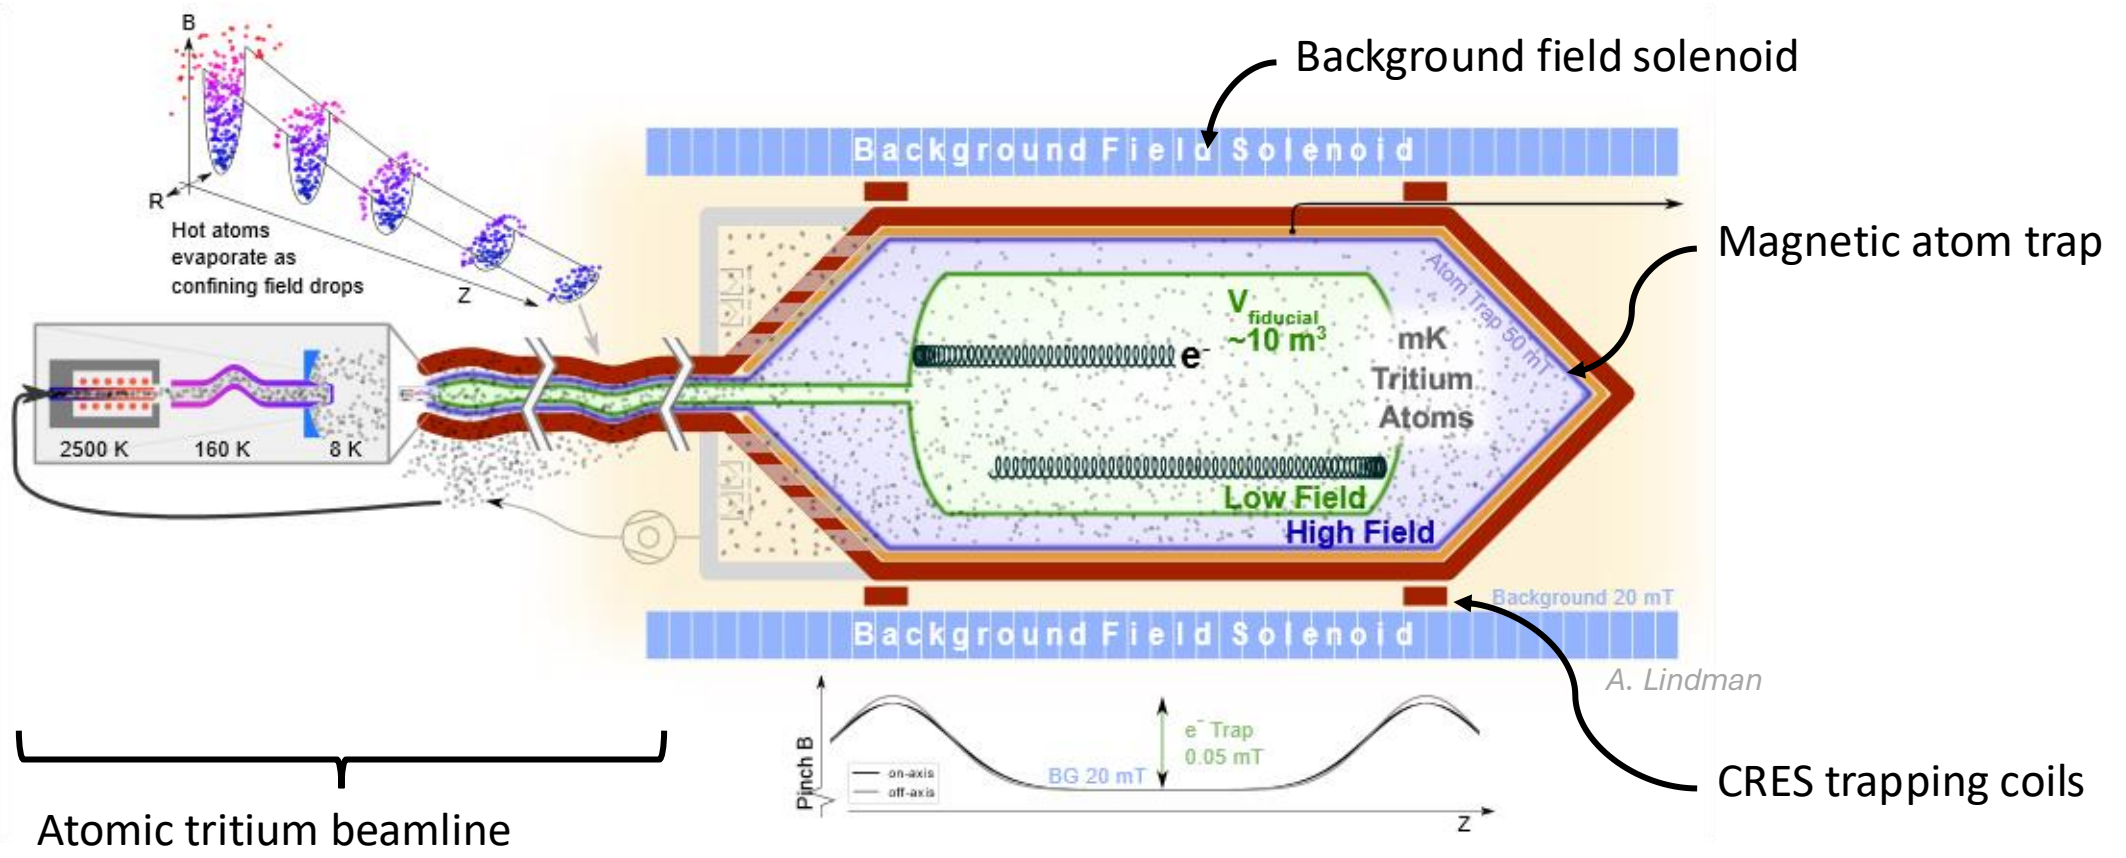 B
R
Z
Hot atoms
evaporate as
confining field drops
2500 K
160 K
8 K
Background field solenoid
Background Field Solenoid
Magnetic atom trap
Atom Trap 50 mT
V fiducial
~10 m³
e⁻
mK
Tritium
Atoms
Low Field
High Field
Background 20 mT
Background Field Solenoid
A. Lindman
CRES trapping coils
Pinch B
on-axis
off-axis
BG 20 mT
e⁻ Trap
0.05 mT
Z
Atomic tritium beamline